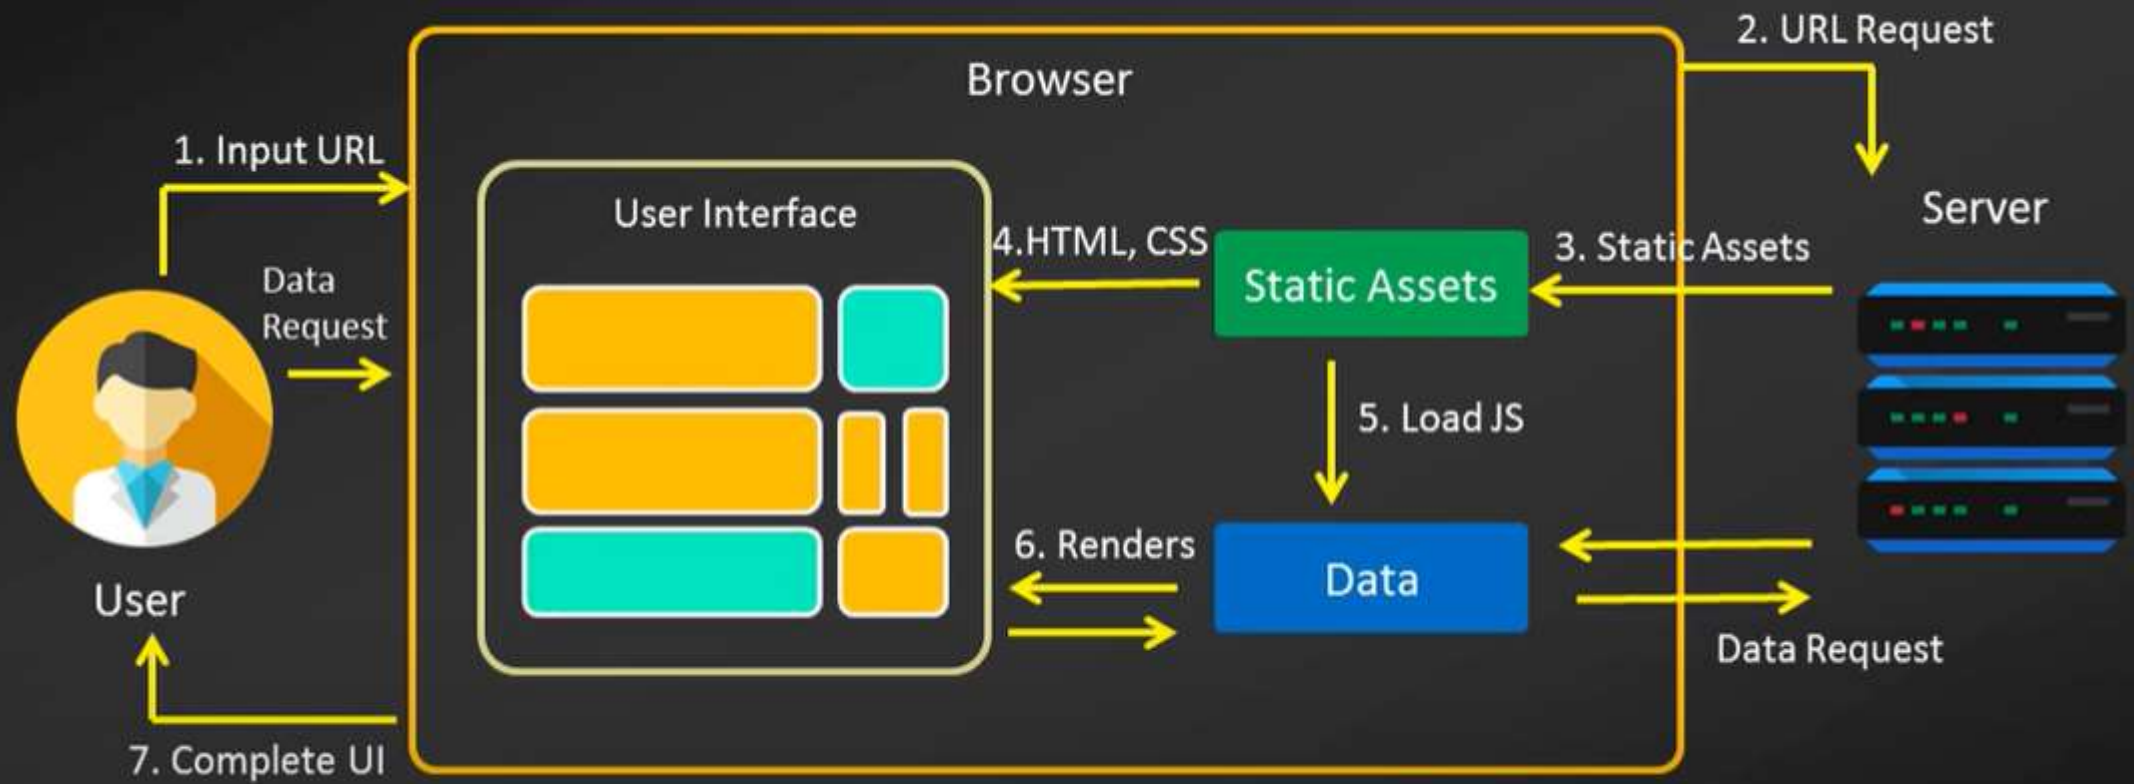 2. URL Request
Browser
1. Input URL
User Interface
Server
4.HTML, CSS
3. Static Assets
Static Assets
Data
Request
5. Load JS
6. Renders
Data
User
Data Request
7. Complete UI